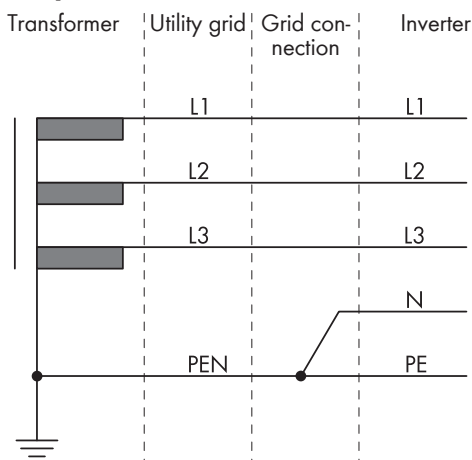 Transformer
Utility grid
Grid con-
nection
Inverter
L1
L1
L2
L2
L3
L3
N
PEN
PE